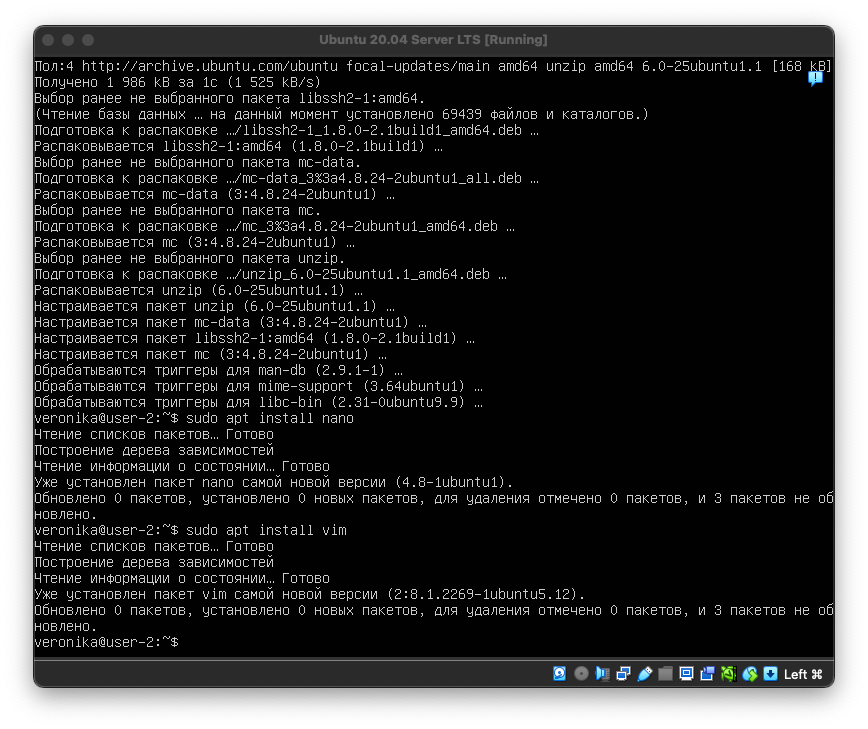 Ubuntu 20.04 Server LTS [Running]
Пол:4 http://archive.ubuntu.com/ubuntu focal-updates/main amd64 unzip amd64 6.0-25ubuntu1.1 [168 kB]
Получено 1 986 kB за 1с (1 525 kB/s)
Выбор ранее не выбранного пакета libssh2-1:amd64.
(Чтение базы данных … на данный момент установлено 69439 файлов и каталогов.)
Подготовка к распаковке …/libssh2-1_1.8.0-2.1build1_amd64.deb …
Распаковывается libssh2-1:amd64 (1.8.0-2.1build1) …
Выбор ранее не выбранного пакета mc-data.
Подготовка к распаковке …/mc-data_3%3a4.8.24-2ubuntu1_all.deb …
Распаковывается mc-data (3:4.8.24-2ubuntu1) …
Выбор ранее не выбранного пакета mc.
Подготовка к распаковке …/mc_3%3a4.8.24-2ubuntu1_amd64.deb …
Распаковывается mc (3:4.8.24-2ubuntu1) …
Выбор ранее не выбранного пакета unzip.
Подготовка к распаковке …/unzip_6.0-25ubuntu1.1_amd64.deb …
Распаковывается unzip (6.0-25ubuntu1.1) …
Настраивается пакет unzip (6.0-25ubuntu1.1) …
Настраивается пакет mc-data (3:4.8.24-2ubuntu1) …
Настраивается пакет libssh2-1:amd64 (1.8.0-2.1build1) …
Настраивается пакет mc (3:4.8.24-2ubuntu1) …
Обрабатываются триггеры для man-db (2.9.1-1) …
Обрабатываются триггеры для mime-support (3.64ubuntu1) …
Обрабатываются триггеры для libc-bin (2.31-0ubuntu9.9) …
veronika@user-2:~$ sudo apt install nano
Чтение списков пакетов… Готово
Построение дерева зависимостей
Чтение информации о состоянии… Готово
Уже установлен пакет nano самой новой версии (4.8-1ubuntu1).
Обновлено 0 пакетов, установлено 0 новых пакетов, для удаления отмечено 0 пакетов, и 3 пакетов не об
новлено.
veronika@user-2:~$ sudo apt install vim
Чтение списков пакетов… Готово
Построение дерева зависимостей
Чтение информации о состоянии… Готово
Уже установлен пакет vim самой новой версии (2:8.1.2269-1ubuntu5.12).
Обновлено 0 пакетов, установлено 0 новых пакетов, для удаления отмечено 0 пакетов, и 3 пакетов не об
новлено.
veronika@user-2:~$
Left ⌘